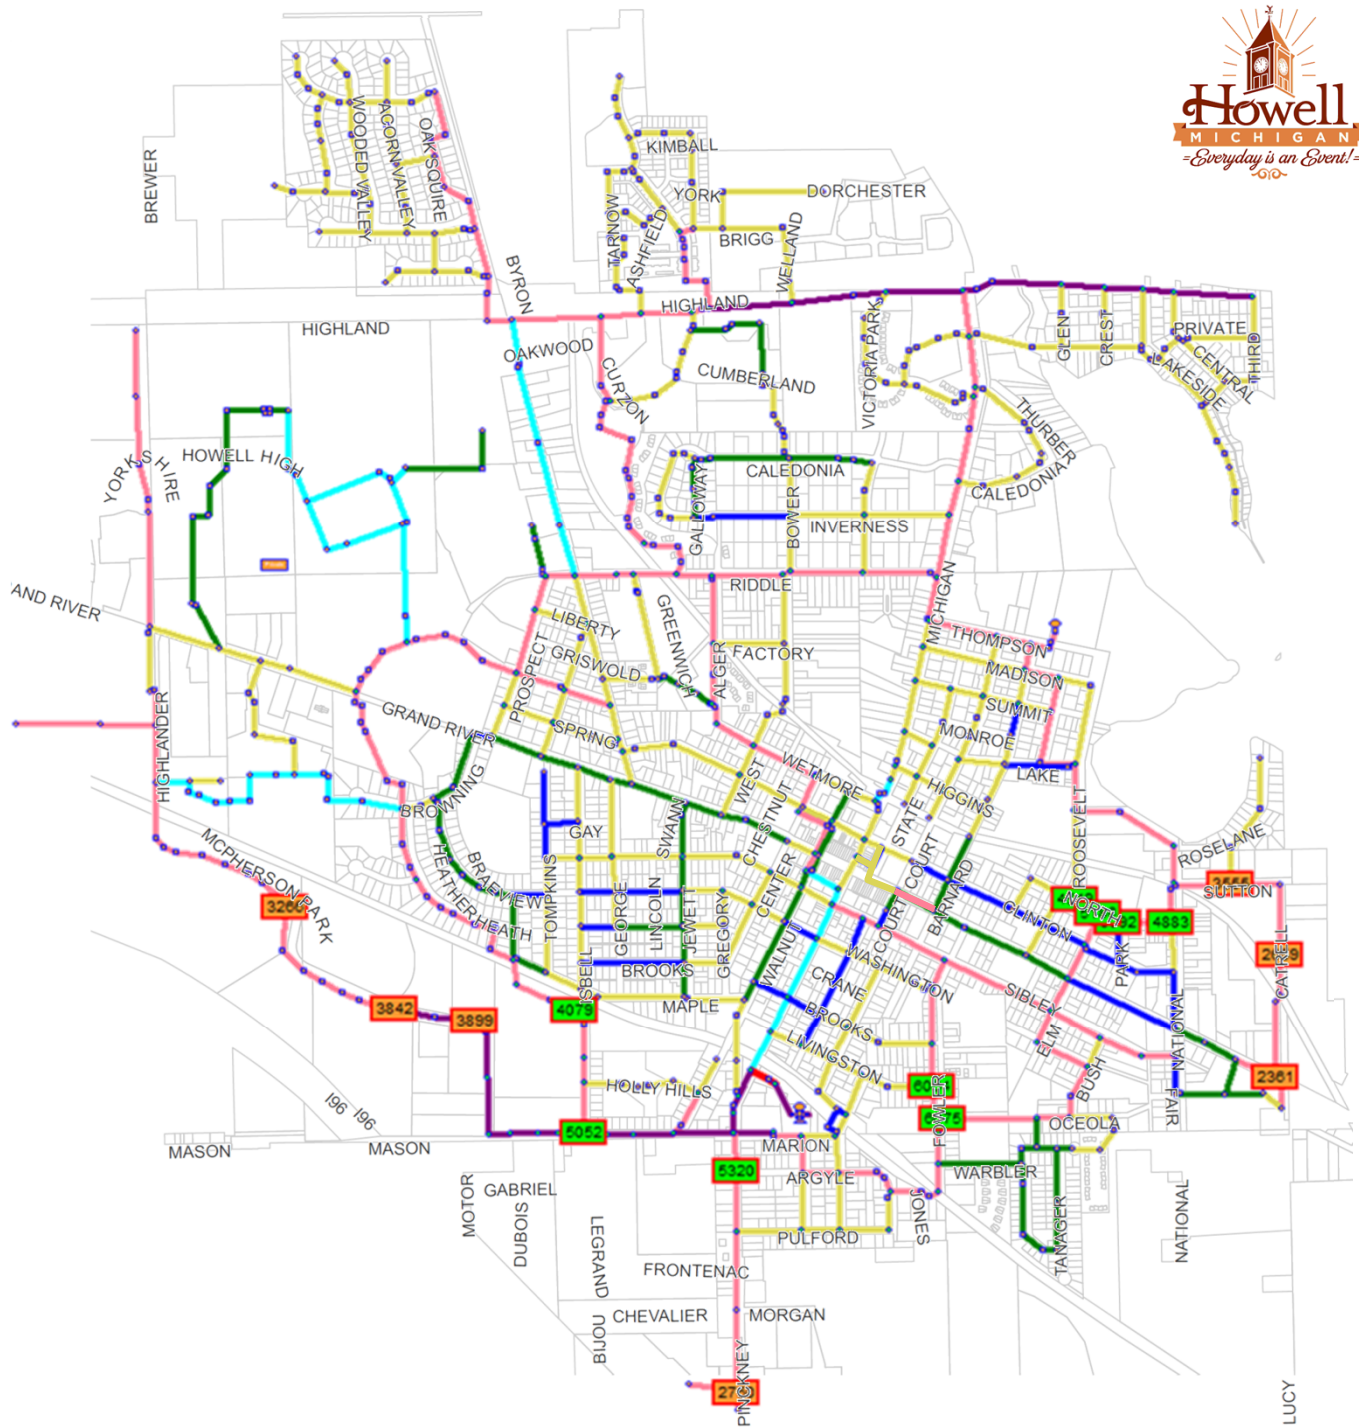 Howell
MICHIGAN
Everyday is an Event!
BREWER
WOODED VALLEY
ACORN VALLEY
OAK SQUIRE
KIMBALL
YORK
DORCHESTER
TARNOW
ASHFIELD
BRIGG
WELLAND
BYRON
HIGHLAND
HIGHLAND
OAKWOOD
CURZON
CUMBERLAND
VICTORIA PARK
GLEN
CREST
PRIVATE
CENTRAL
LAKESIDE
THIRD
THURBER
CALEDONIA
YORKSHIRE
HOWELL HIGH
GALLOWAY
CALEDONIA
BOWER
INVERNESS
RIDDLE
MICHIGAN
AND RIVER
LIBERTY
GRISWOLD
PROSPECT
GREENWICH
ALGER
FACTORY
THOMPSON
MADISON
SUMMIT
MONROE
LAKE
HIGHLANDER
GRAND RIVER
SPRING
WETMORE
WEST
HIGGINS
STATE
BROWNING
GAY
SWANN
CHESTNUT
COURT
ROOSEVELT
ROSELANE
MCPHERSON PARK
HEATHERHEATH
BRAEVIEW
TOMPKINS
GEORGE
LINCOLN
JEWETT
GREGORY
CENTER
WALNUT
COURT
BARNARD
CLINTON
NORTH
SUTTON
4883
CATRELL
PARK
WASHINGTON
CRANE
BROOKS
BROOKS
ISBELL
MAPLE
SIBLEY
3842
3899
4079
LIVINGSTON
ELM
BUSH
NATIONAL
FAIR
2361
HOLLY HILLS
FOWLER
OCEOLA
I96 I96
MASON
MASON
5052
MARION
5320
ARGYLE
WARBLER
JONES
TANAGER
NATIONAL
MOTOR
GABRIEL
DUBOIS
LEGRAND
PULFORD
FRONTENAC
CHEVALIER
MORGAN
BIJOU
PINCKNEY
LUCY